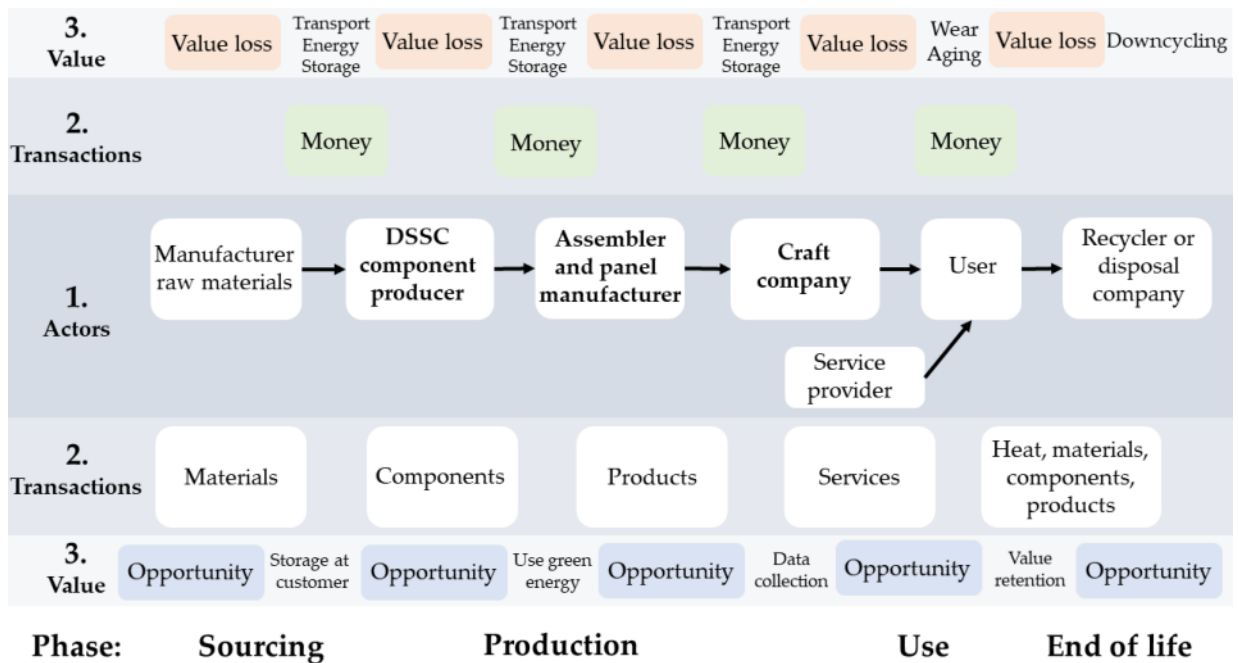 3.
Value
Value loss
Transport
Energy
Storage
Value loss
Transport
Energy
Storage
Value loss
Transport
Energy
Storage
Value loss
Wear
Aging
Value loss
Downcycling
2.
Transactions
Money
Money
Money
Money
1.
Actors
Manufacturer
raw materials
DSSC
component
producer
Assembler
and panel
manufacturer
Craft
company
User
Recycler or
disposal
company
Service
provider
2.
Transactions
Materials
Components
Products
Services
Heat, materials,
components,
products
3.
Value
Opportunity
Storage at
customer
Opportunity
Use green
energy
Opportunity
Data
collection
Opportunity
Value
retention
Opportunity
Phase:
Sourcing
Production
Use
End of life